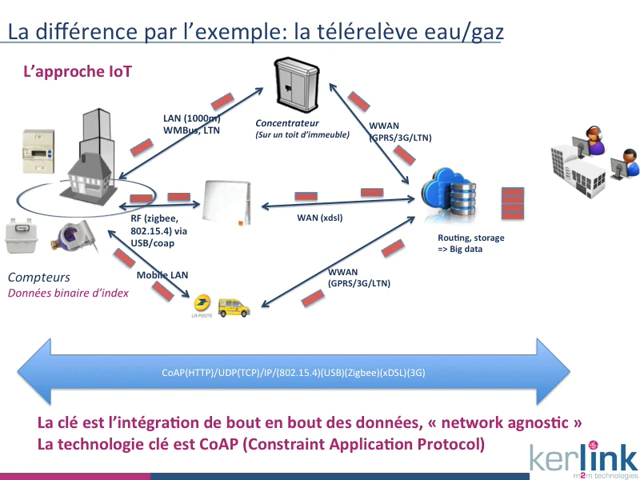 La différence par l'exemple: la télérelève eau/gaz
L'approche IoT
LAN (1000m)
WMBus, LTN
Concentrateur
(Sur un toit d'immeuble)
WWAN
(GPRS/3G/LTN)
RF (zigbee,
802.15.4) via
USB/coap
WAN (xdsl)
Routing, storage
=> Big data
Compteurs
Données binaire d'index
Mobile LAN
WWAN
(GPRS/3G/LTN)
LA POSTE
CoAP(HTTP)/UDP(TCP)/IP/(802.15.4)(USB)(Zigbee)(xDSL)(3G)
La clé est l'intégration de bout en bout des données, « network agnostic »
La technologie clé est CoAP (Constraint Application Protocol)
kerlink
m2m technologies